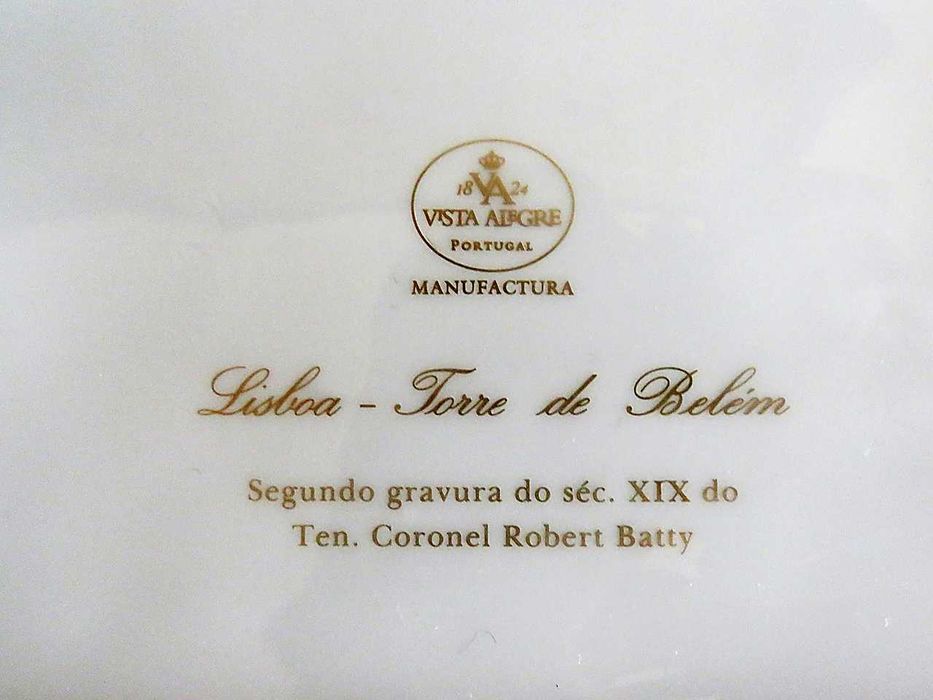 18 VA 24
VISTA ALEGRE
PORTUGAL
MANUFACTURA
Lisboa - Torre de Belém
Segundo gravura do séc. XIX do
Ten. Coronel Robert Batty